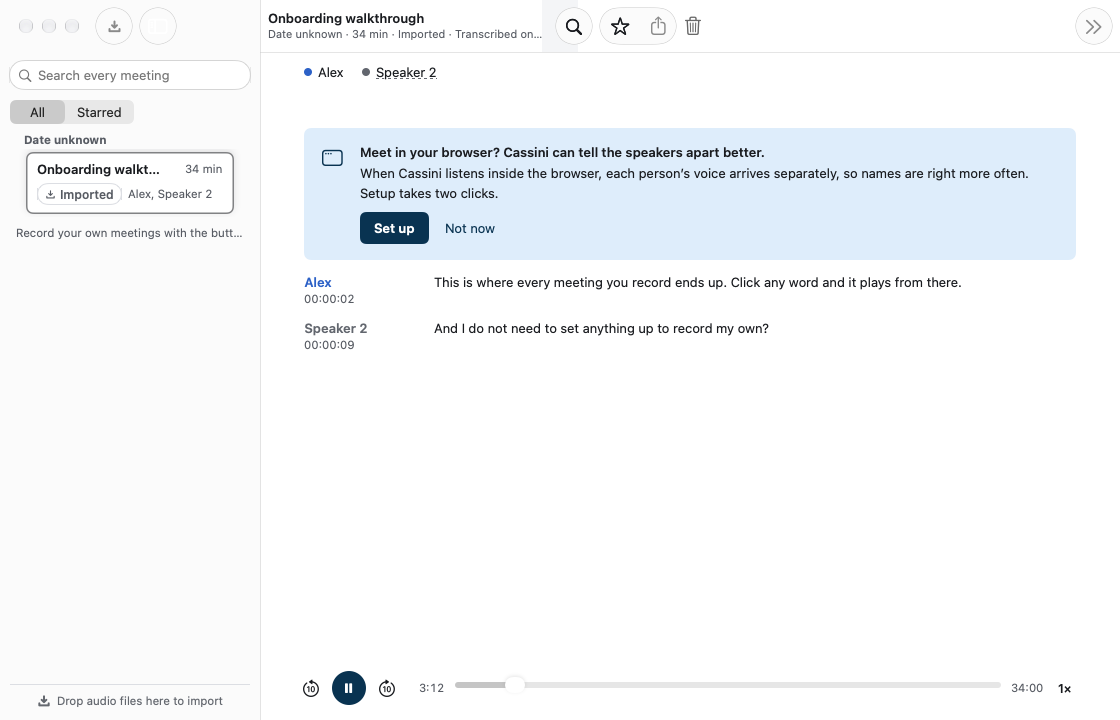 Onboarding walkthrough
Date unknown · 34 min · Imported · Transcribed on...
Search every meeting
All Starred
Date unknown
Onboarding walkt... 34 min
Imported Alex, Speaker 2
Record your own meetings with the butt...
Drop audio files here to import
Alex Speaker 2
Meet in your browser? Cassini can tell the speakers apart better.
When Cassini listens inside the browser, each person's voice arrives separately, so names are right more often.
Setup takes two clicks.
Set up Not now
Alex This is where every meeting you record ends up. Click any word and it plays from there.
00:00:02
Speaker 2 And I do not need to set anything up to record my own?
00:00:09
10 10 3:12 34:00 1×